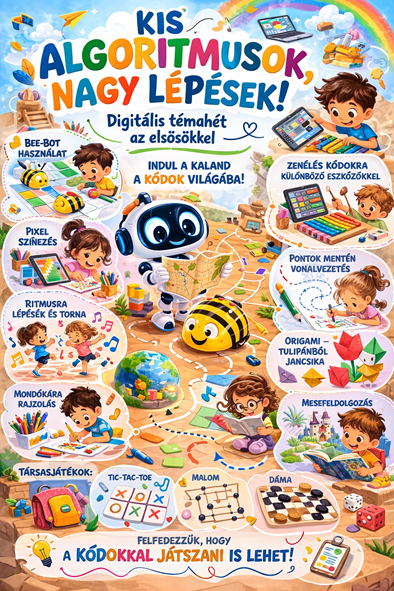 KIS
ALGORITMUSOK,
NAGY LÉPÉSEK!
Digitális témahét
az elsősökkel
INDUL A KALAND
A KÓDOK VILÁGÁBA!
BEE-BOT
HASZNÁLAT
ZENÉLÉS KÓDOKRA
KÜLÖNBÖZŐ ESZKÖZÖKKEL
PIXEL
SZÍNEZÉS
PONTOK MENTÉN
VONALVEZETÉS
RITMUSRA
LÉPÉSEK ÉS TORNA
ORIGAMI –
TULIPÁNBÓL
JANCSIKA
MONDÓKÁRA
RAJZOLÁS
MESEFELDOLGOZÁS
TÁRSASJÁTÉKOK:
TIC-TAC-TOE
MALOM
DÁMA
FELFEDEZZÜK, HOGY
A KÓDOKKAL JÁTSZANI IS LEHET!